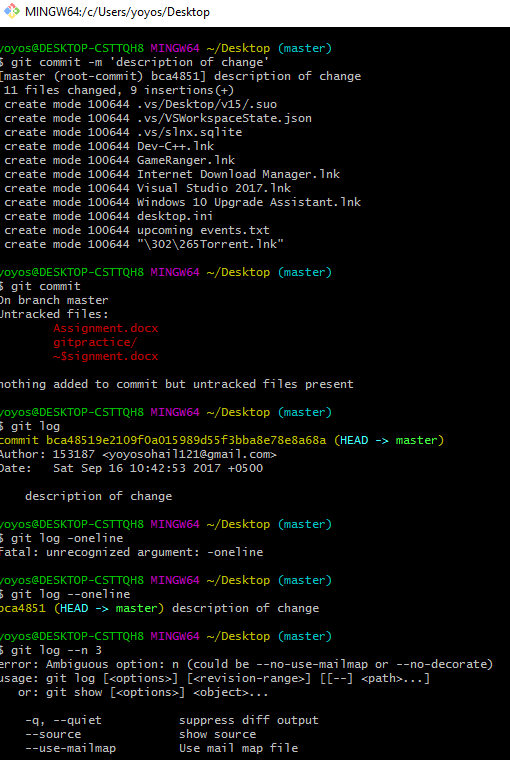 MINGW64:/c/Users/yoyos/Desktop
yoyos@DESKTOP-CSTTQH8 MINGW64 ~/Desktop (master)
$ git commit -m 'description of change'
[master (root-commit) bca4851] description of change
 11 files changed, 9 insertions(+)
 create mode 100644 .vs/Desktop/v15/.suo
 create mode 100644 .vs/VSWorkspaceState.json
 create mode 100644 .vs/slnx.sqlite
 create mode 100644 Dev-C++.lnk
 create mode 100644 GameRanger.lnk
 create mode 100644 Internet Download Manager.lnk
 create mode 100644 Visual Studio 2017.lnk
 create mode 100644 Windows 10 Upgrade Assistant.lnk
 create mode 100644 desktop.ini
 create mode 100644 upcoming events.txt
 create mode 100644 "\302\265Torrent.lnk"
yoyos@DESKTOP-CSTTQH8 MINGW64 ~/Desktop (master)
$ git commit
On branch master
Untracked files:
        Assignment.docx
        gitpractice/
        ~$signment.docx
nothing added to commit but untracked files present
yoyos@DESKTOP-CSTTQH8 MINGW64 ~/Desktop (master)
$ git log
commit bca48519e2109f0a015989d55f3bba8e78e8a68a (HEAD -> master)
Author: 153187 <yoyosohail121@gmail.com>
Date:   Sat Sep 16 10:42:53 2017 +0500
    description of change
yoyos@DESKTOP-CSTTQH8 MINGW64 ~/Desktop (master)
$ git log -oneline
fatal: unrecognized argument: -oneline
yoyos@DESKTOP-CSTTQH8 MINGW64 ~/Desktop (master)
$ git log --oneline
bca4851 (HEAD -> master) description of change
yoyos@DESKTOP-CSTTQH8 MINGW64 ~/Desktop (master)
$ git log --n 3
error: Ambiguous option: n (could be --no-use-mailmap or --no-decorate)
usage: git log [<options>] [<revision-range>] [[--] <path>...]
   or: git show [<options>] <object>...
    -q, --quiet           suppress diff output
    --source              show source
    --use-mailmap         Use mail map file